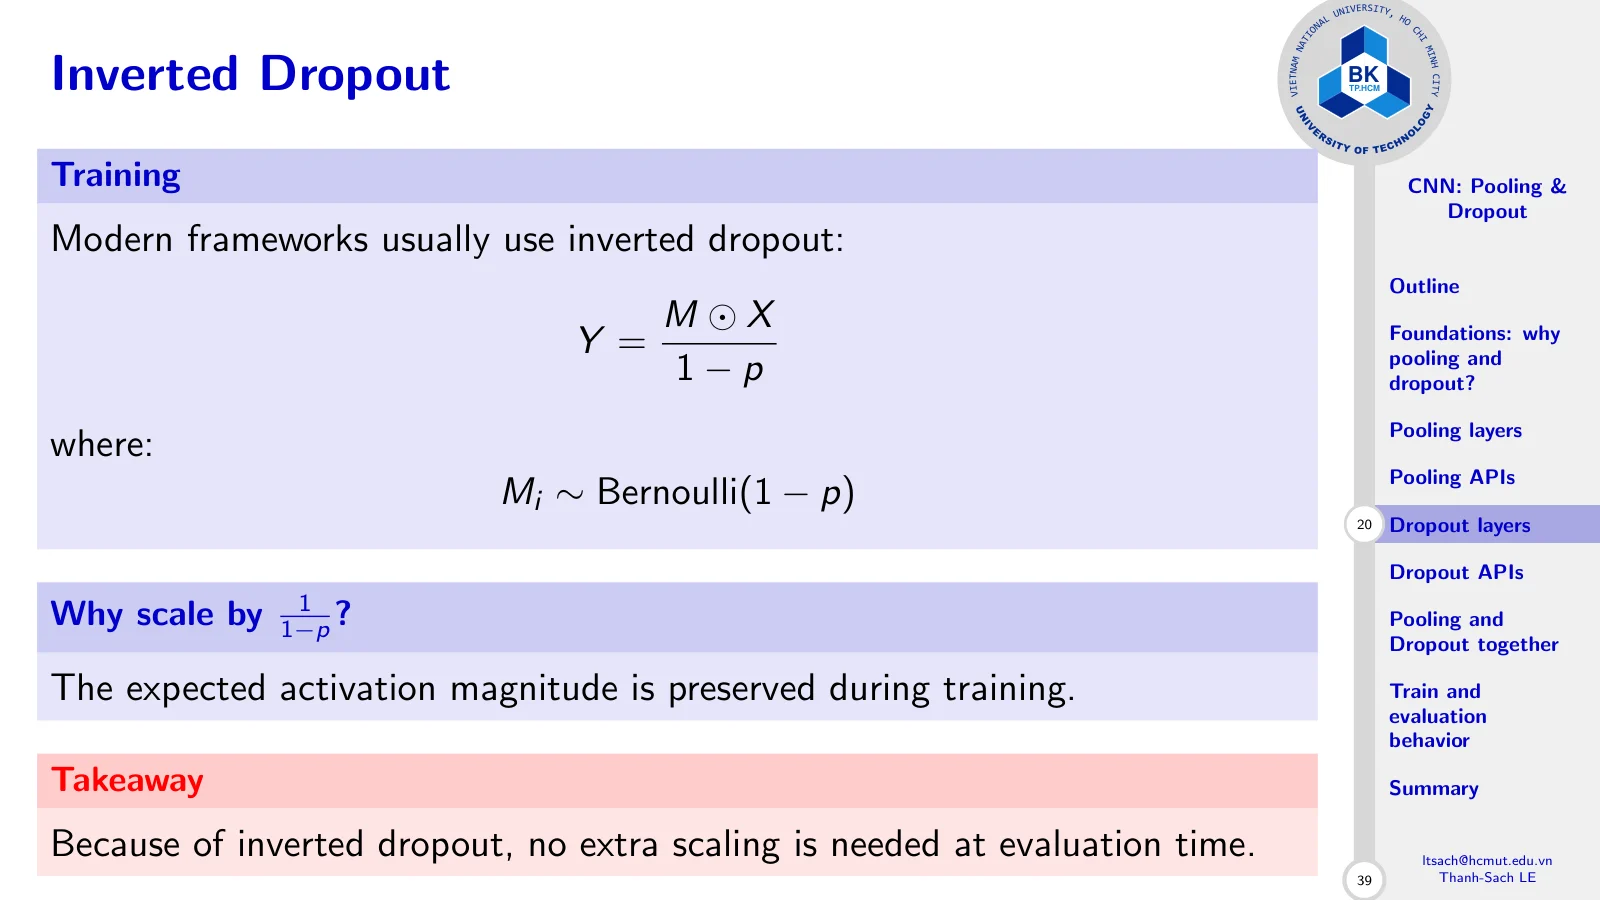 Inverted Dropout
Training
Modern frameworks usually use inverted dropout:
Y = \frac{M ⊙ X}{1 − p}
where:
M_i ∼ Bernoulli(1 − p)
Why scale by \frac{1}{1−p}?
The expected activation magnitude is preserved during training.
Takeaway
Because of inverted dropout, no extra scaling is needed at evaluation time.
VIETNAM NATIONAL UNIVERSITY, HO CHI MINH CITY
BK
TP.HCM
UNIVERSITY OF TECHNOLOGY
CNN: Pooling &
Dropout
Outline
Foundations: why
pooling and
dropout?
Pooling layers
Pooling APIs
20 Dropout layers
Dropout APIs
Pooling and
Dropout together
Train and
evaluation
behavior
Summary
ltsach@hcmut.edu.vn
Thanh-Sach LE
39